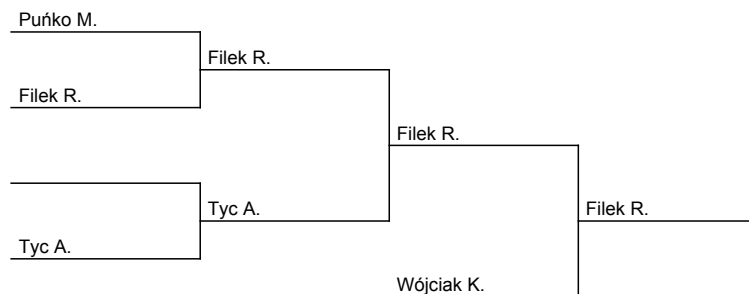 Puńko M.
Filek R.
Filek R.
Filek R.
Tyc A.
Filek R.
Tyc A.
Wójciak K.